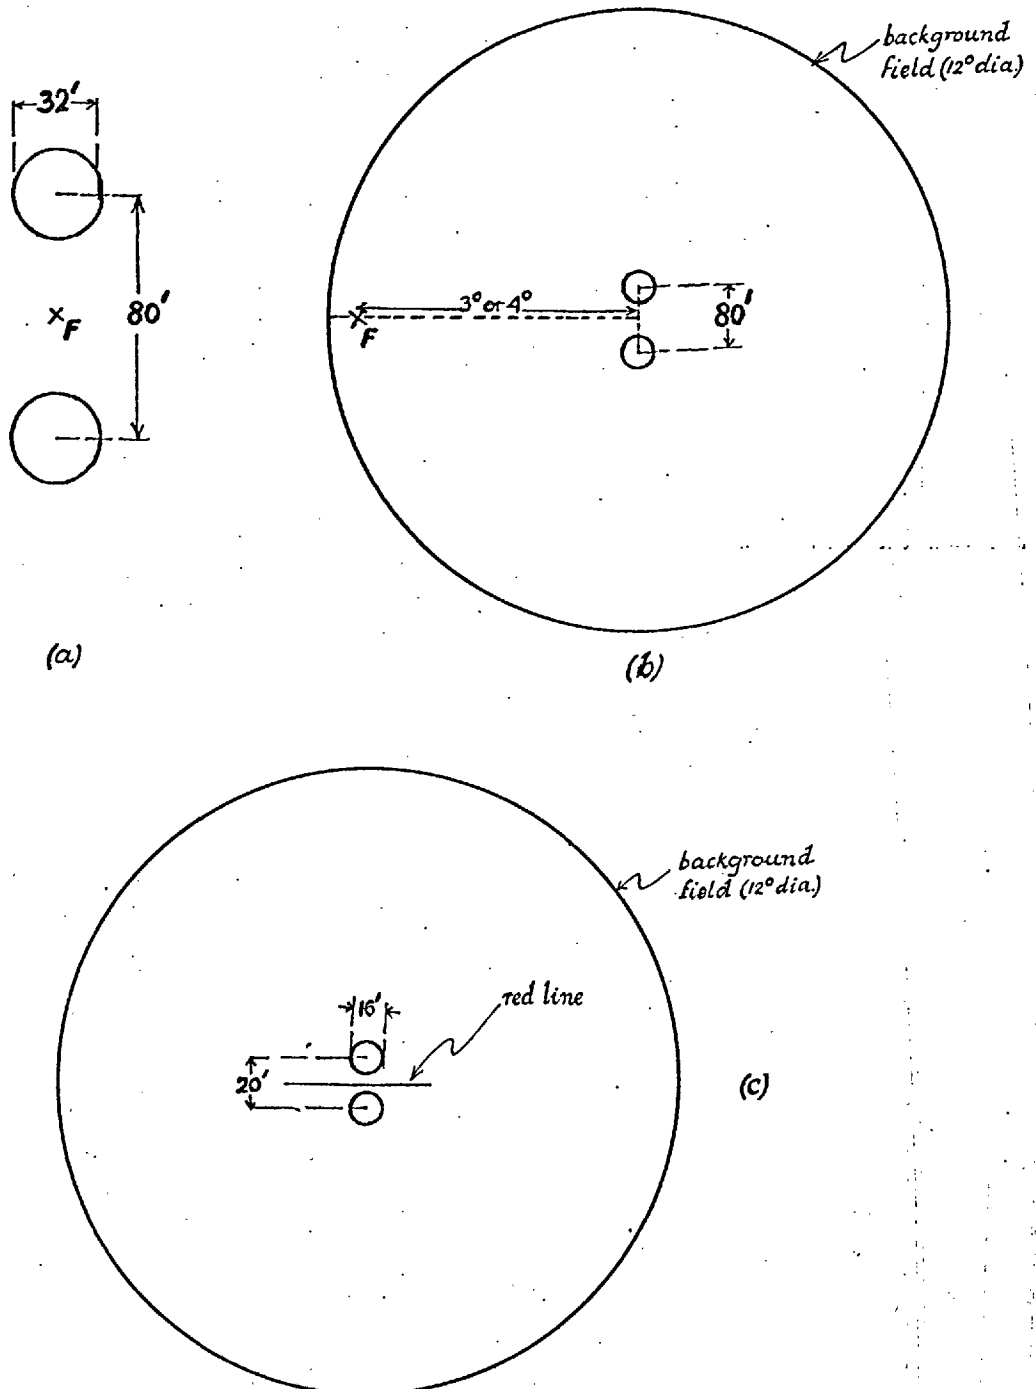 background
field (12° dia.)
32'
80'
×F
3° or 4°
×F
80'
(a)
(b)
background
field (12° dia.)
16'
red line
20'
(c)